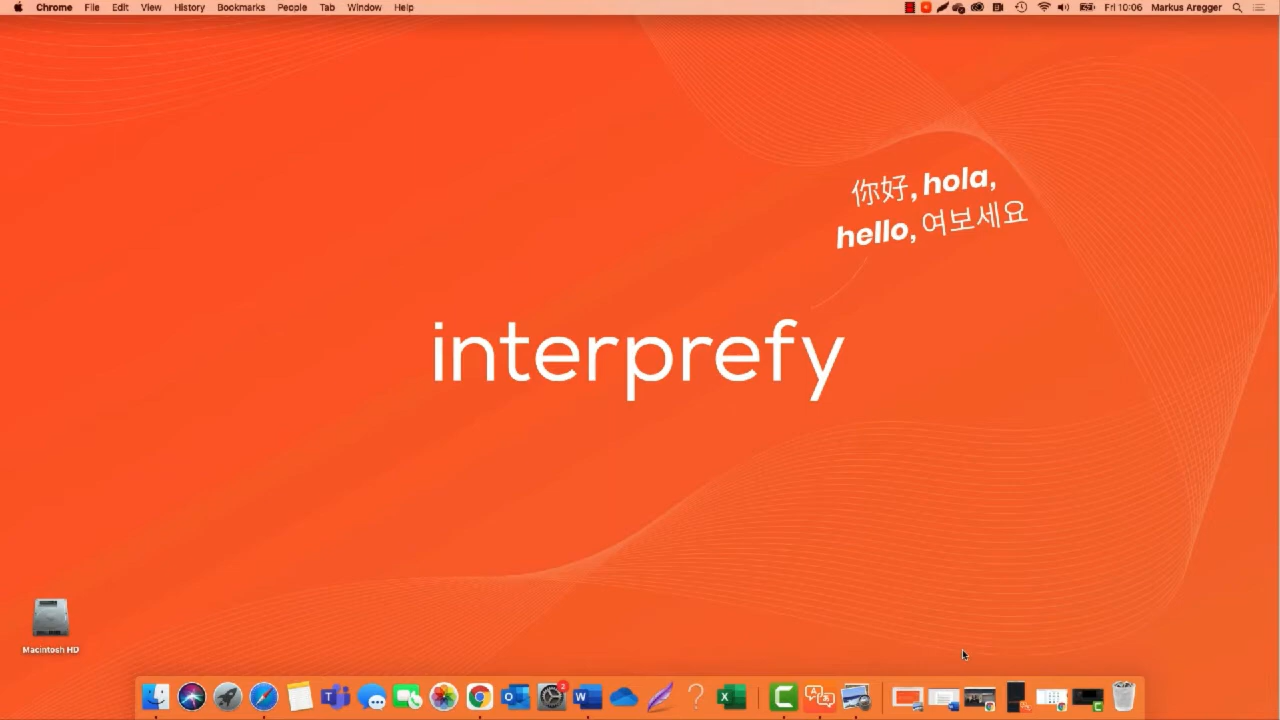 Chrome File Edit View History Bookmarks People Tab Window Help Fri 10:06 Markus Aregger
你好, hola,
hello, 여보세요
interprefy
Macintosh HD
2